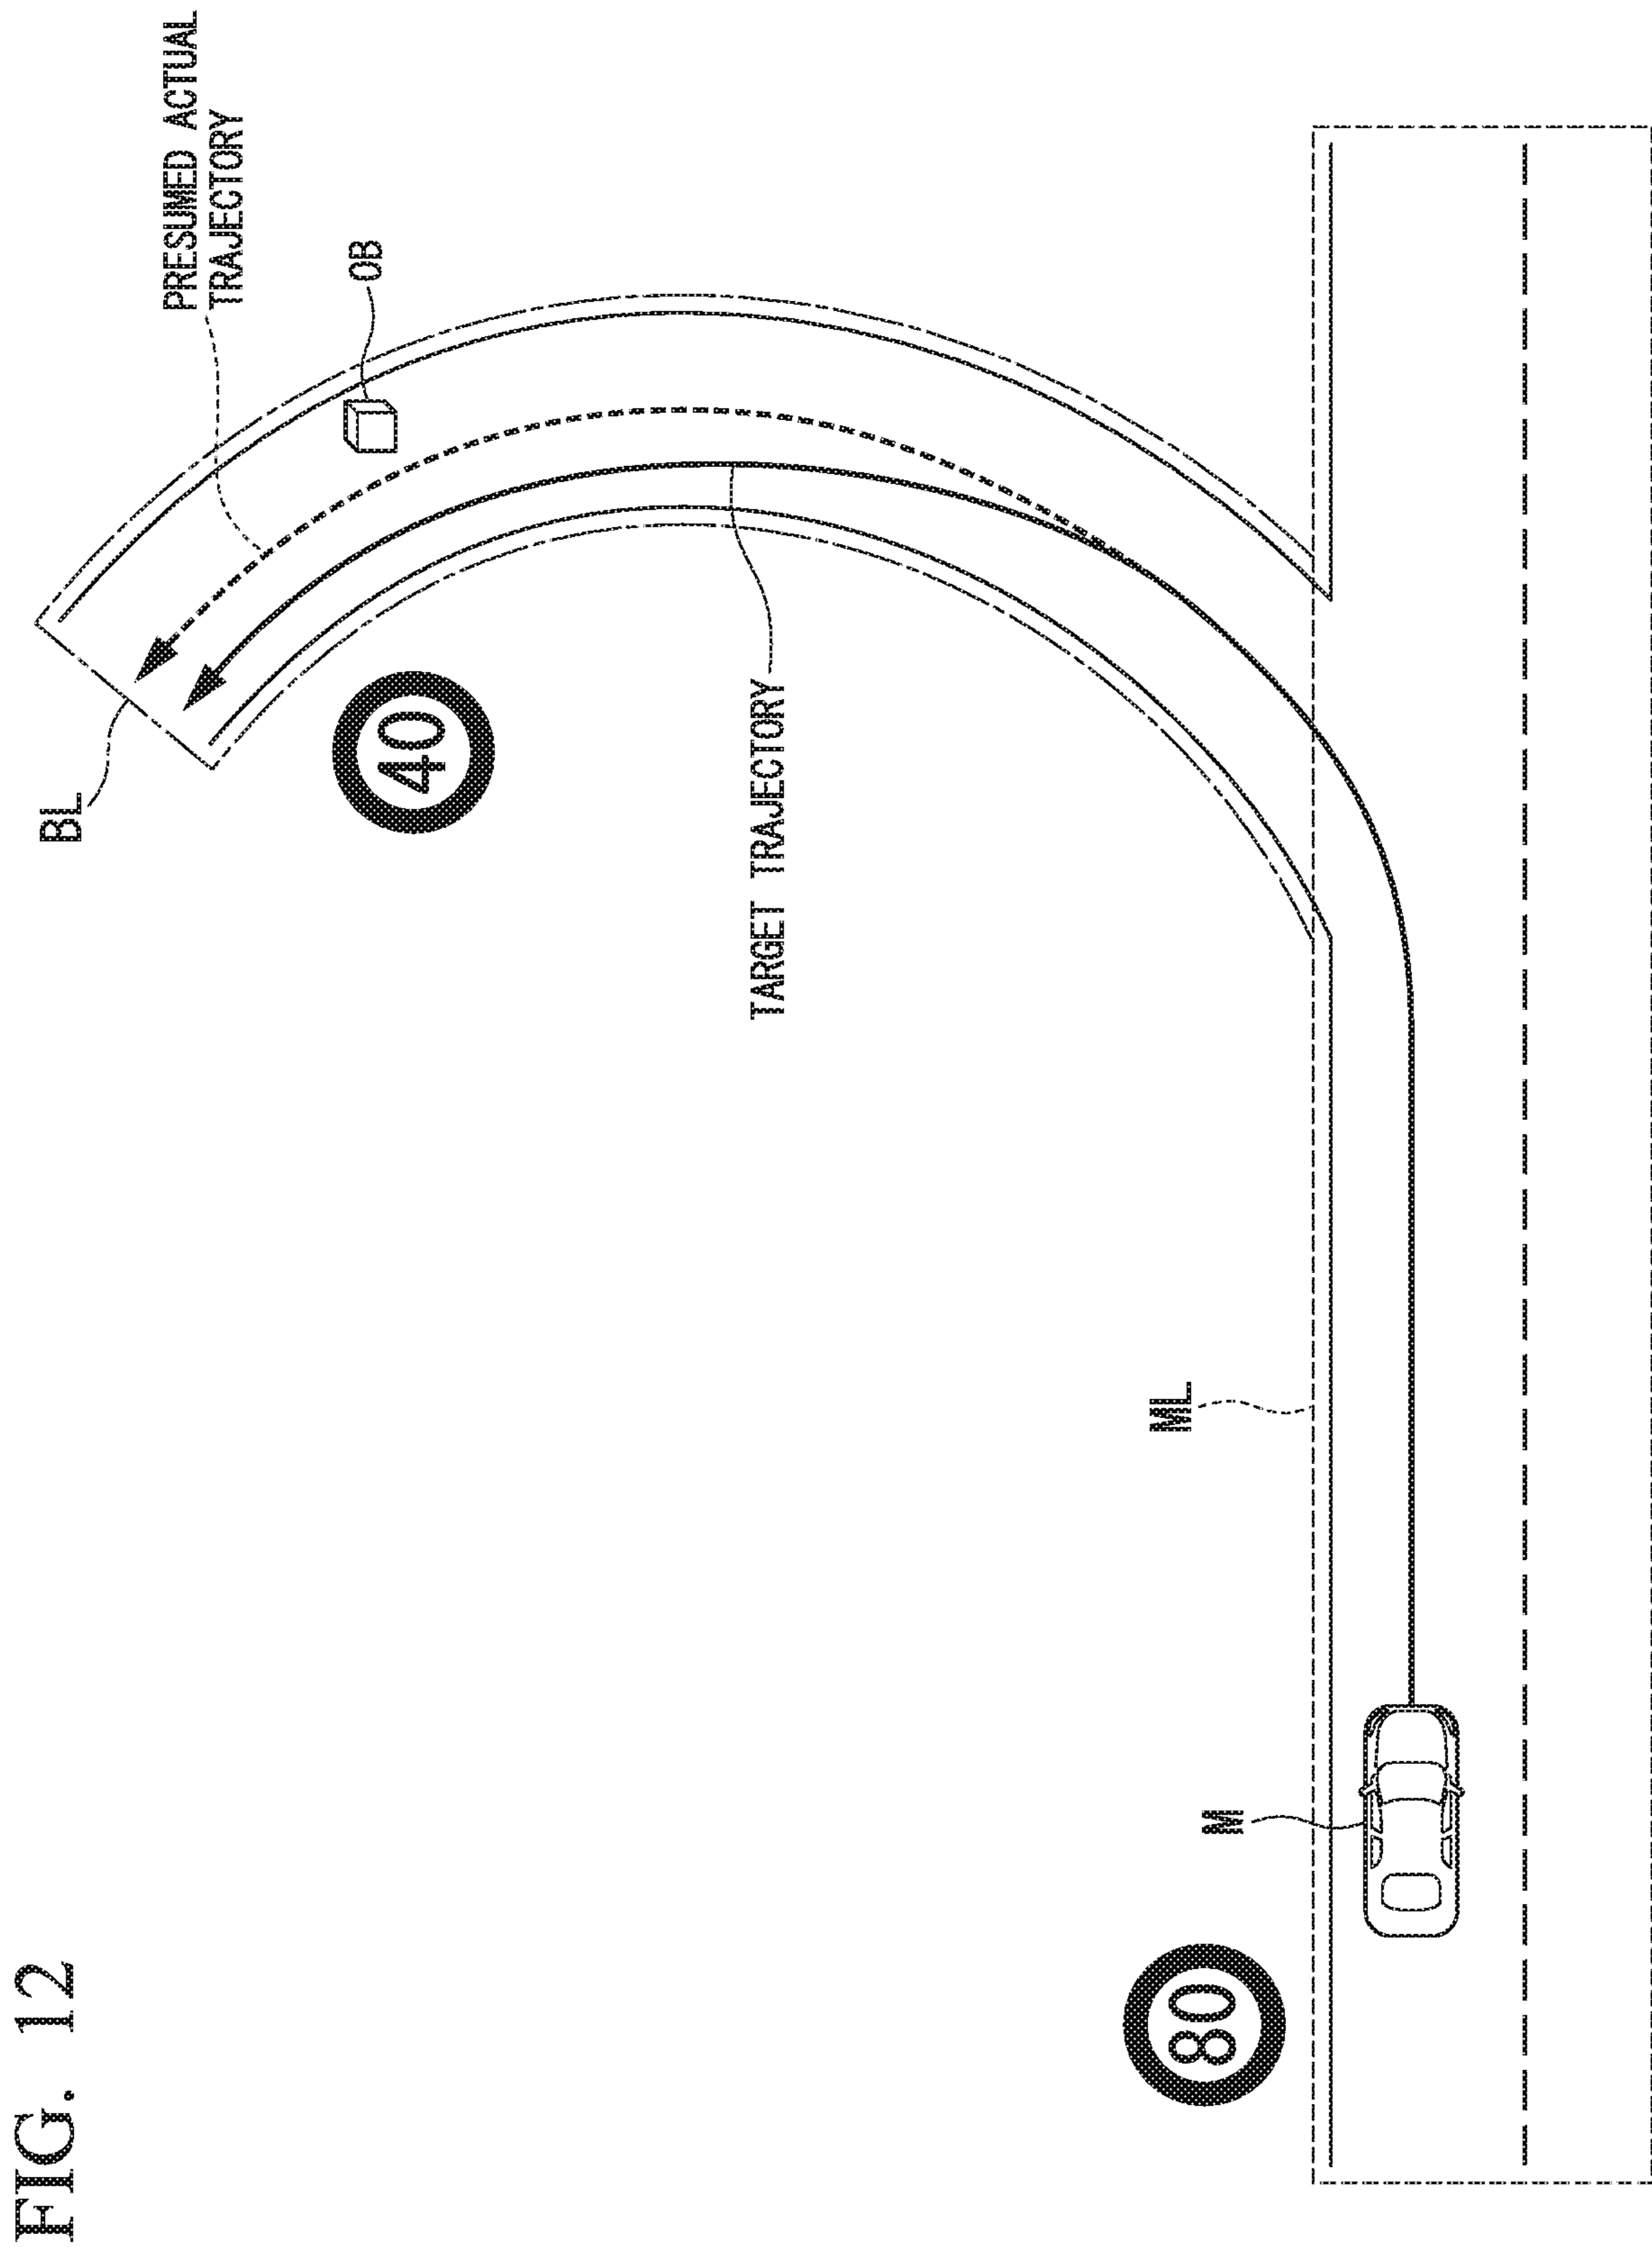 FIG. 12
BL
PRESUMED ACTUAL
TRAJECTORY
OB
40
TARGET TRAJECTORY
ML
M
80